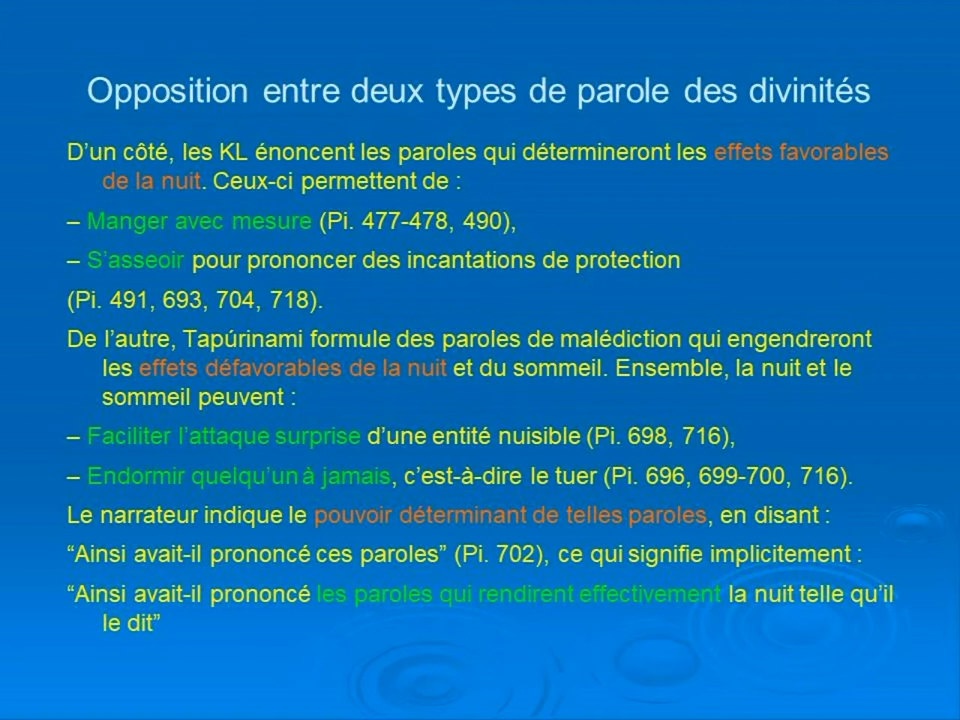 Opposition entre deux types de parole des divinités
D’un côté, les KL énoncent les paroles qui détermineront les effets favorables
de la nuit. Ceux-ci permettent de :
– Manger avec mesure (Pi. 477-478, 490),
– S’asseoir pour prononcer des incantations de protection
(Pi. 491, 693, 704, 718).
De l’autre, Tapúrinami formule des paroles de malédiction qui engendreront
les effets défavorables de la nuit et du sommeil. Ensemble, la nuit et le
sommeil peuvent :
– Faciliter l’attaque surprise d’une entité nuisible (Pi. 698, 716),
– Endormir quelqu’un à jamais, c’est-à-dire le tuer (Pi. 696, 699-700, 716).
Le narrateur indique le pouvoir déterminant de telles paroles, en disant :
“Ainsi avait-il prononcé ces paroles” (Pi. 702), ce qui signifie implicitement :
“Ainsi avait-il prononcé les paroles qui rendirent effectivement la nuit telle qu’il
le dit”